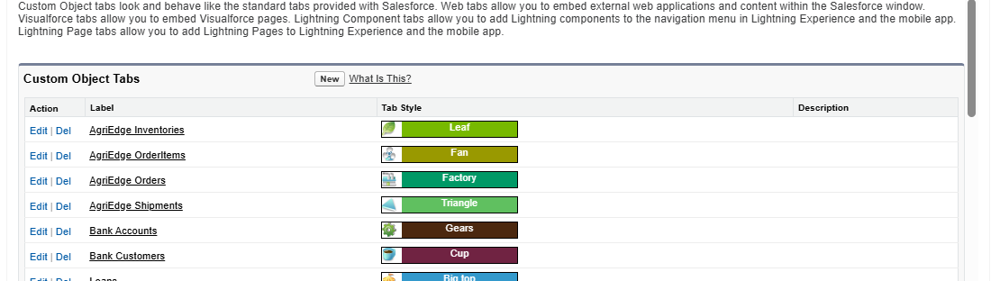 Custom Object tabs look and behave like the standard tabs provided with Salesforce. Web tabs allow you to embed external web applications and content within the Salesforce window.
Visualforce tabs allow you to embed Visualforce pages. Lightning Component tabs allow you to add Lightning components to the navigation menu in Lightning Experience and the mobile app.
Lightning Page tabs allow you to add Lightning Pages to Lightning Experience and the mobile app.
Custom Object Tabs New What Is This?
Action Label Tab Style Description
Edit | Del AgriEdge Inventories Leaf
Edit | Del AgriEdge OrderItems Fan
Edit | Del AgriEdge Orders Factory
Edit | Del AgriEdge Shipments Triangle
Edit | Del Bank Accounts Gears
Edit | Del Bank Customers Cup
Edit | Del Loans Big top